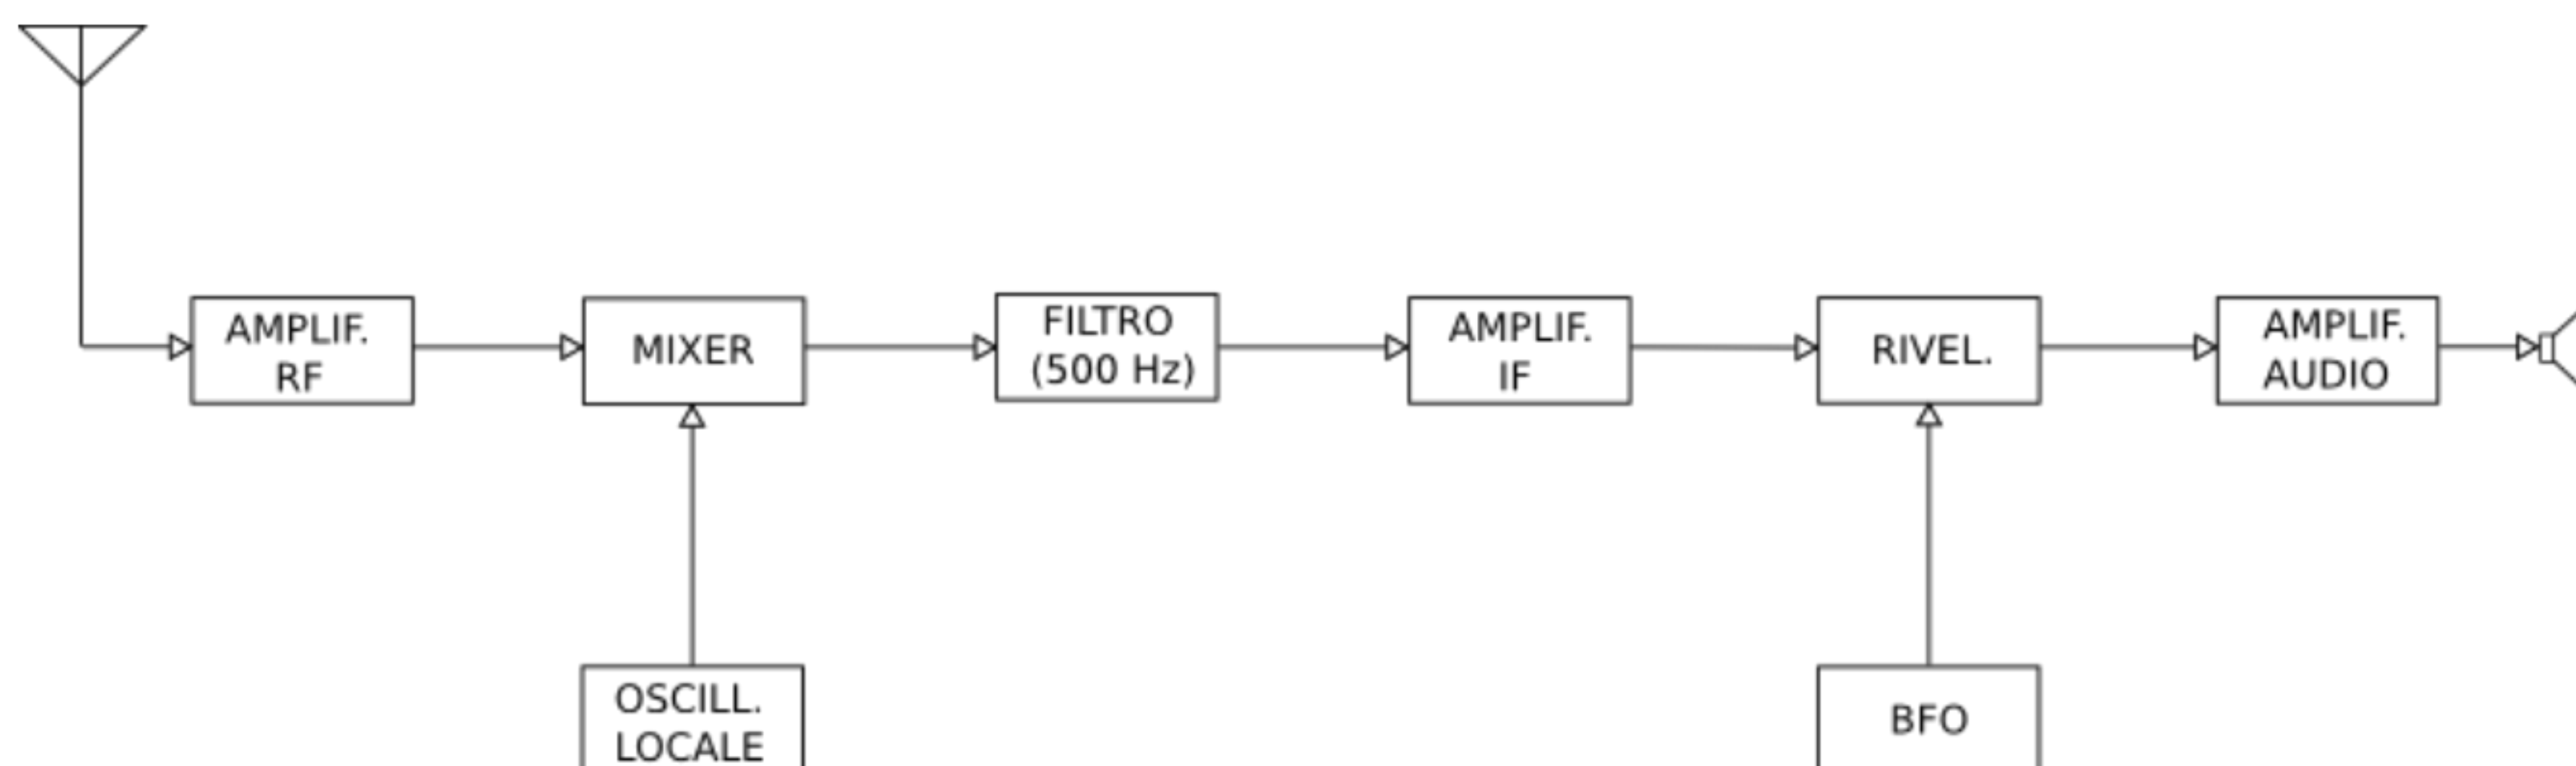 AMPLIF.
RF
MIXER
FILTRO
(500 Hz)
AMPLIF.
IF
RIVEL.
AMPLIF.
AUDIO
OSCILL.
LOCALE
BFO